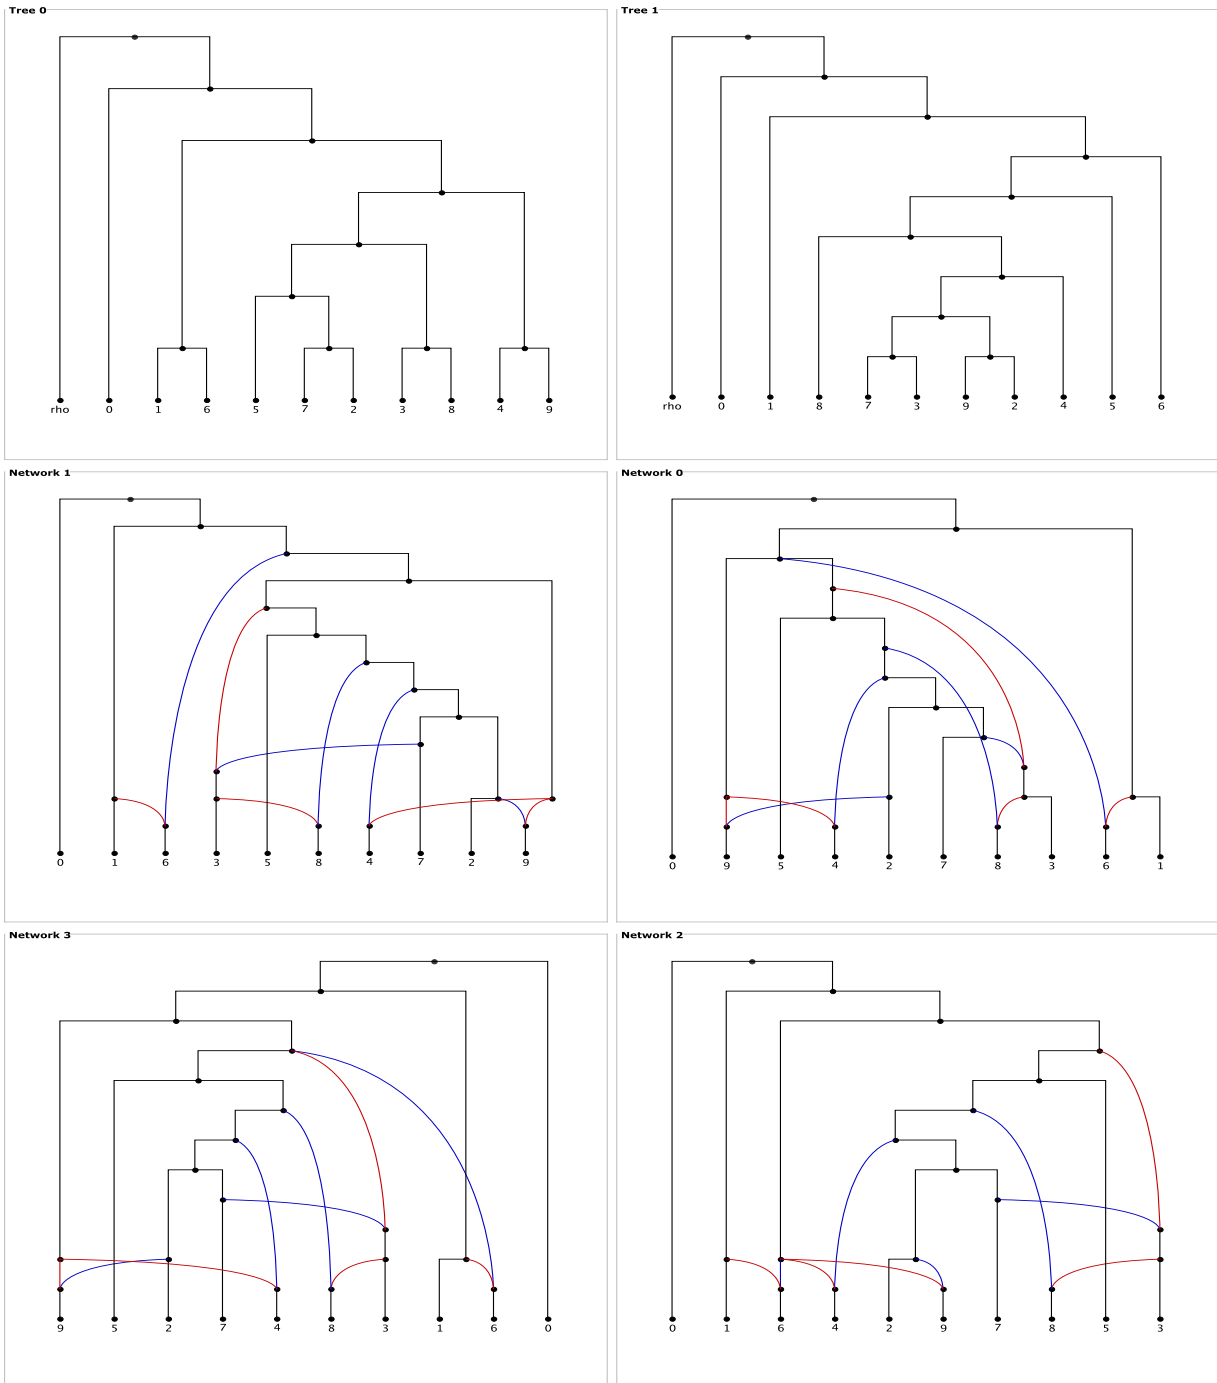 Tree 0
rho 0 1 6 5 7 2 3 8 4 9
Tree 1
rho 0 1 8 7 3 9 2 4 5 6
Network 1
0 1 6 3 5 8 4 7 2 9
Network 0
0 9 5 4 2 7 8 3 6 1
Network 3
9 5 2 7 4 8 3 1 6 0
Network 2
0 1 6 4 2 9 7 8 5 3